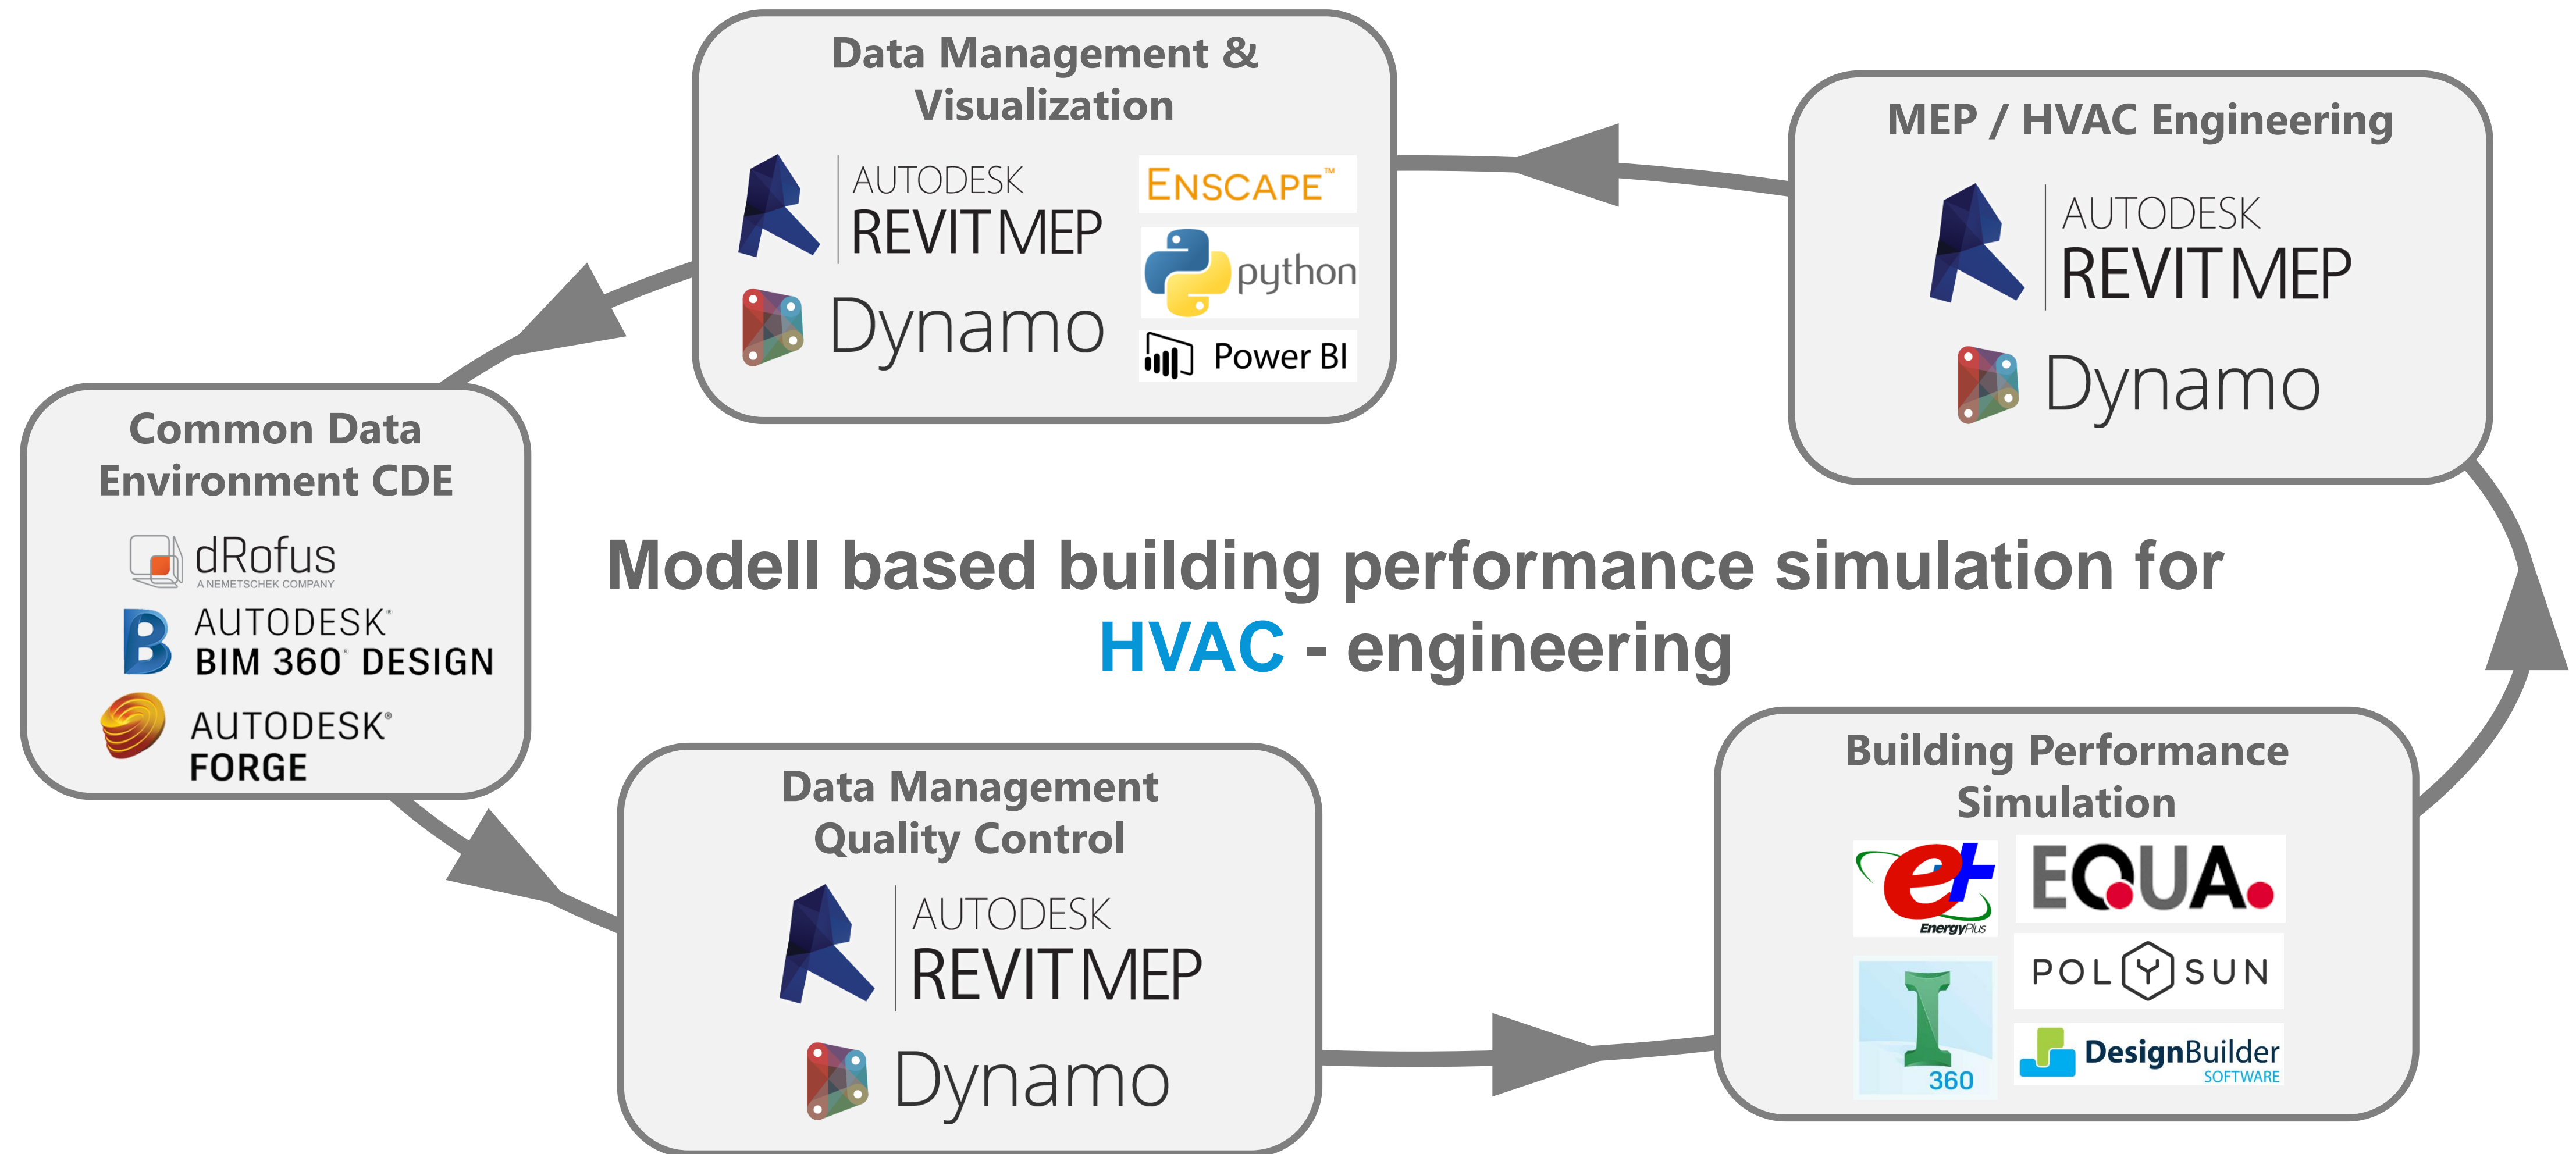 Data Management &
Visualization
AUTODESK
REVIT MEP
Dynamo
ENSCAPE™
python
Power BI
MEP / HVAC Engineering
AUTODESK
REVIT MEP
Dynamo
Common Data
Environment CDE
dRofus
A NEMETSCHEK COMPANY
AUTODESK®
BIM 360® DESIGN
AUTODESK®
FORGE
Modell based building performance simulation for
HVAC - engineering
Data Management
Quality Control
AUTODESK
REVIT MEP
Dynamo
Building Performance
Simulation
e+
EnergyPlus
EQUA.
I
360
POLYSUN
DesignBuilder
SOFTWARE